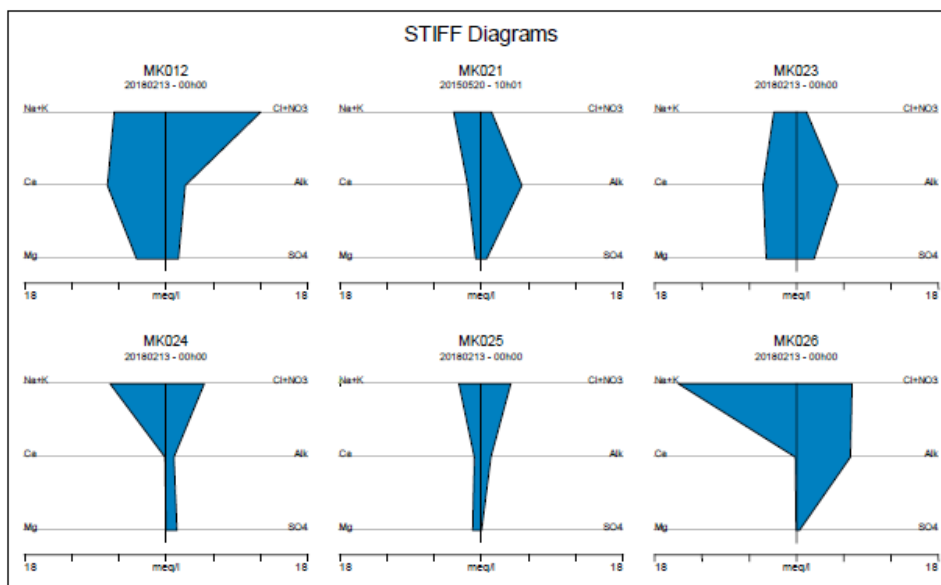 STIFF Diagrams
MK012
20180213 - 00h00
Na+K Cl+NO3
Ca Alk
Mg SO4
18 meq/l 18
MK021
20150520 - 10h01
Na+K Cl+NO3
Ca Alk
Mg SO4
18 meq/l 18
MK023
20180213 - 00h00
Na+K Cl+NO3
Ca Alk
Mg SO4
18 meq/l 18
MK024
20180213 - 00h00
Na+K Cl+NO3
Ca Alk
Mg SO4
18 meq/l 18
MK025
20180213 - 00h00
Na+K Cl+NO3
Ca Alk
Mg SO4
18 meq/l 18
MK026
20180213 - 00h00
Na+K Cl+NO3
Ca Alk
Mg SO4
18 meq/l 18